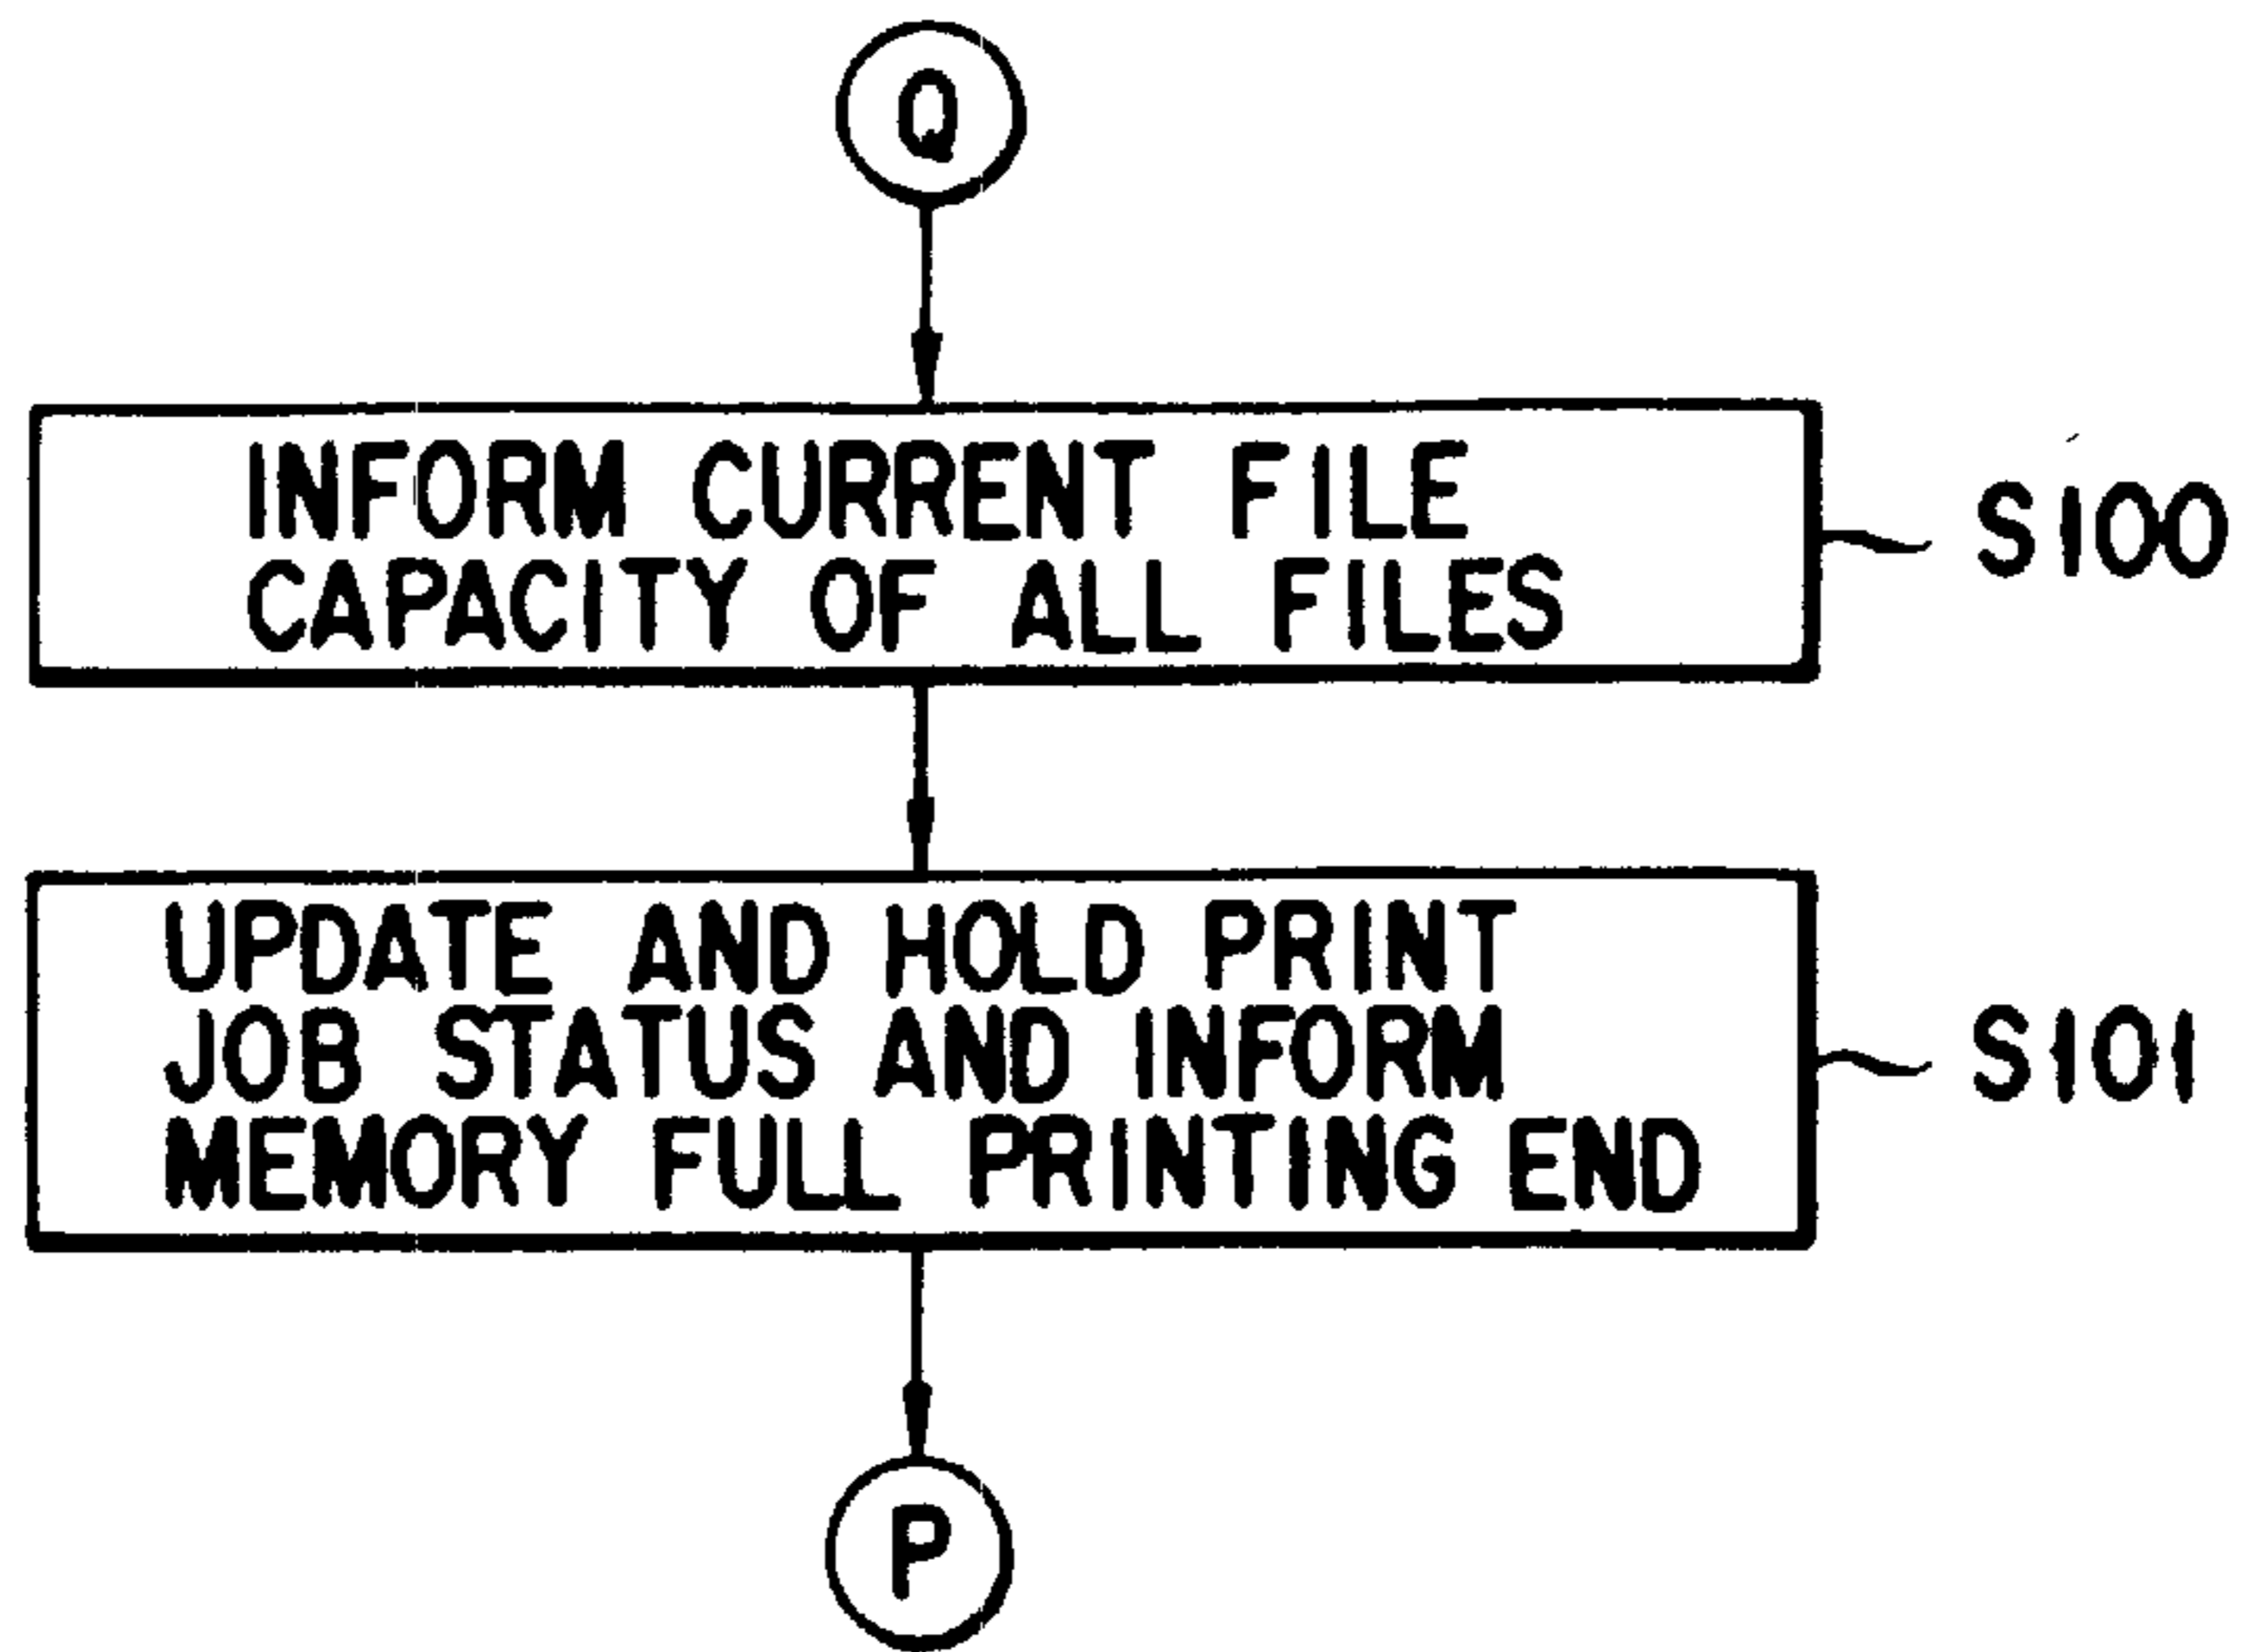 Q
INFORM CURRENT FILE
CAPACITY OF ALL FILES
S100
UPDATE AND HOLD PRINT
JOB STATUS AND INFORM
MEMORY FULL PRINTING END
S101
P